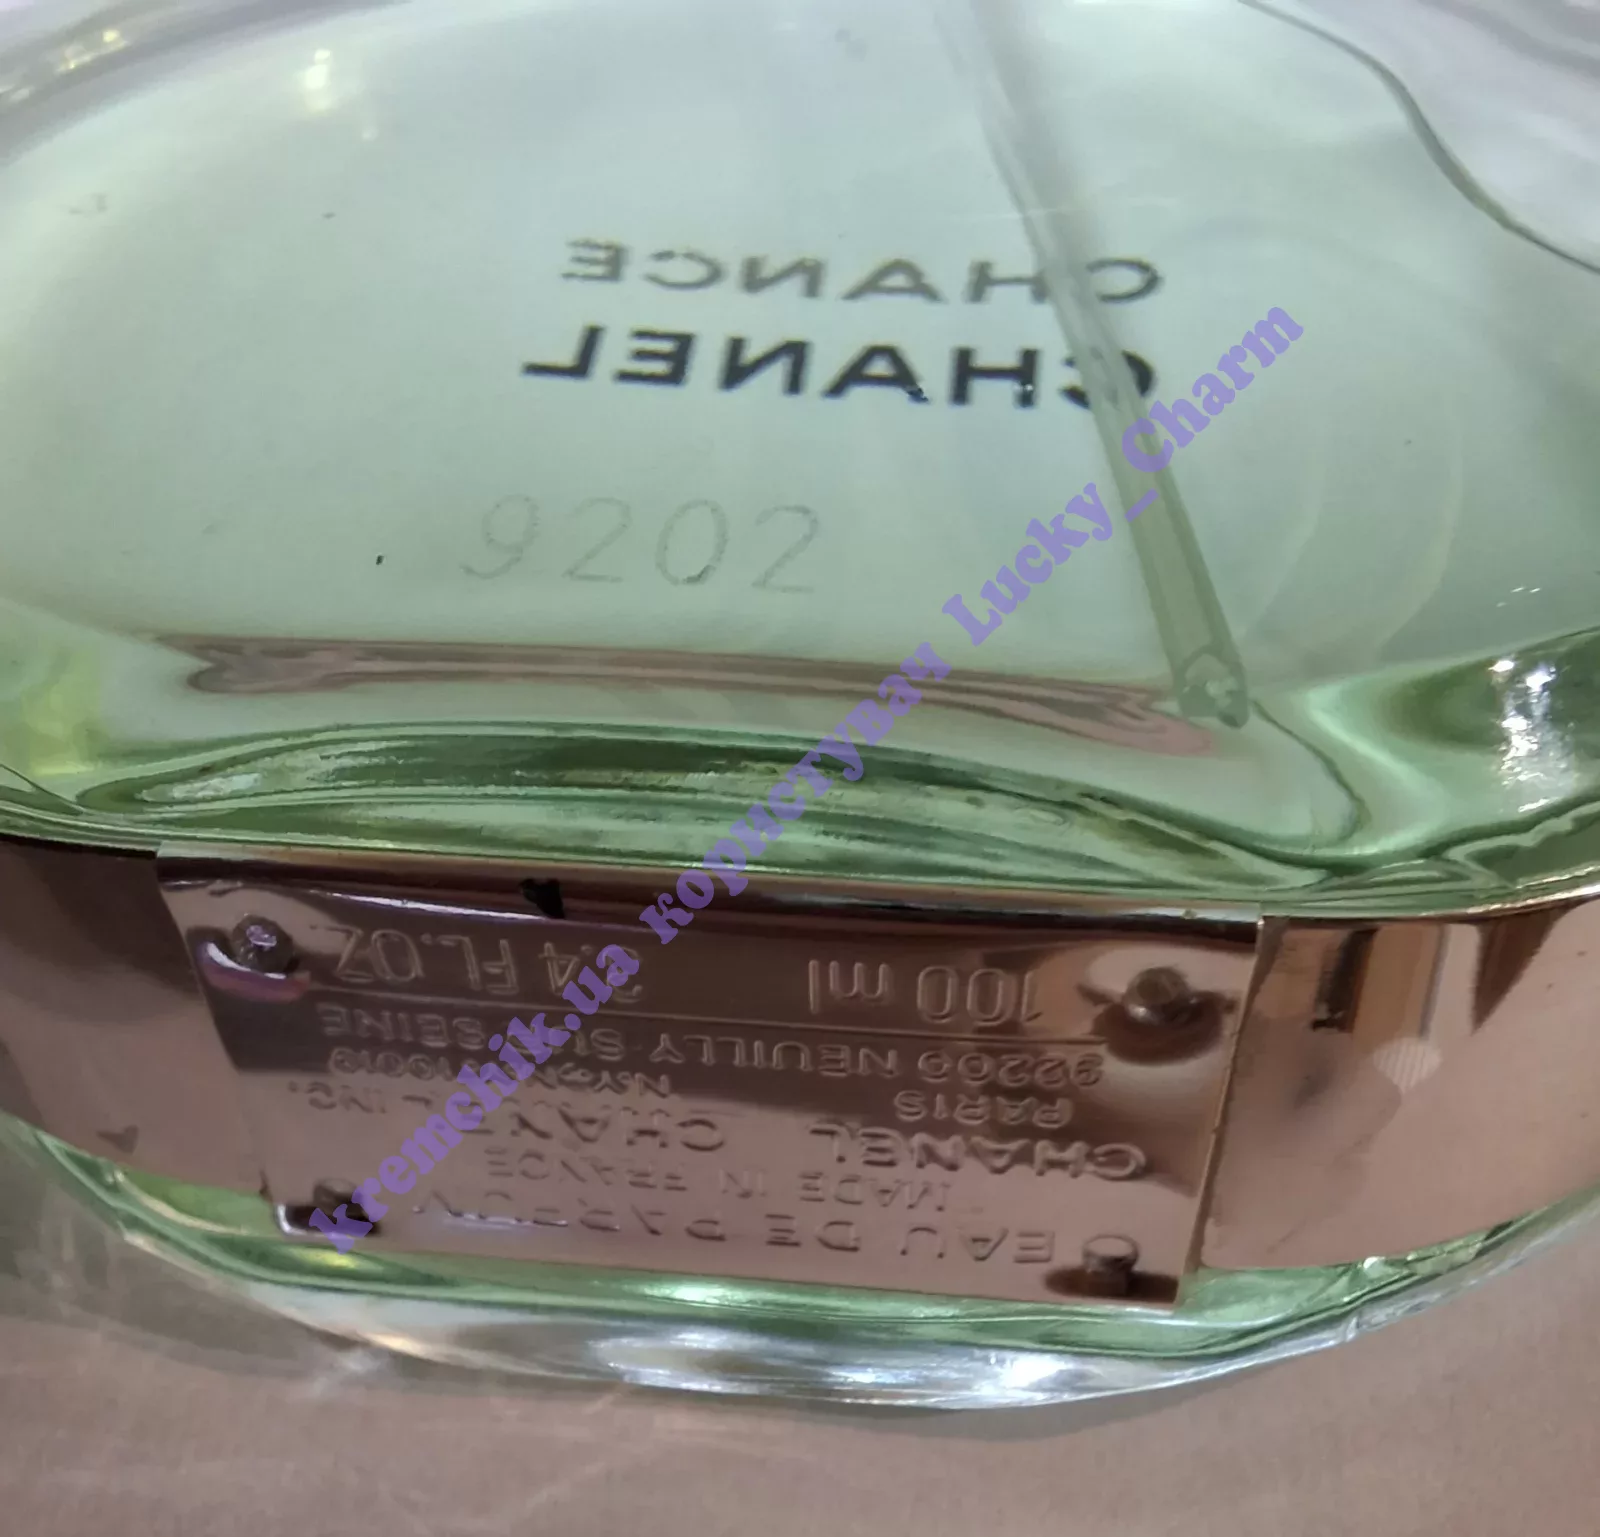 CHANCE
CHANEL
9202
kremchik.ua користувач Lucky_Charm
100 ml 3.4 FL.OZ.
92200 NEUILLY SUR SEINE
PARIS N.Y. 
CHANEL CHANEL INC.
MADE IN FRANCE
EAU DE PARFUM